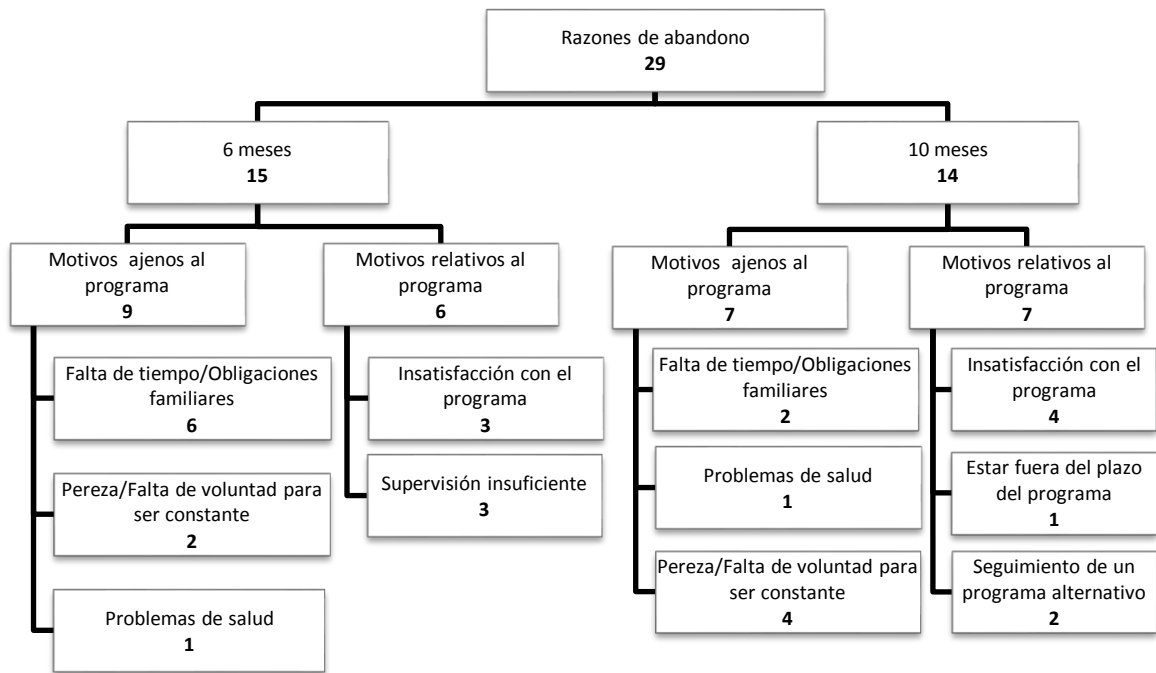 Razones de abandono
29
6 meses
15
10 meses
14
Motivos ajenos al
programa
9
Motivos relativos al
programa
6
Motivos ajenos al
programa
7
Motivos relativos al
programa
7
Falta de tiempo/Obligaciones
familiares
6
Pereza/Falta de voluntad para
ser constante
2
Problemas de salud
1
Insatisfacción con el
programa
3
Supervisión insuficiente
3
Falta de tiempo/Obligaciones
familiares
2
Problemas de salud
1
Pereza/Falta de voluntad para
ser constante
4
Insatisfacción con el
programa
4
Estar fuera del plazo
del programa
1
Seguimiento de un
programa alternativo
2